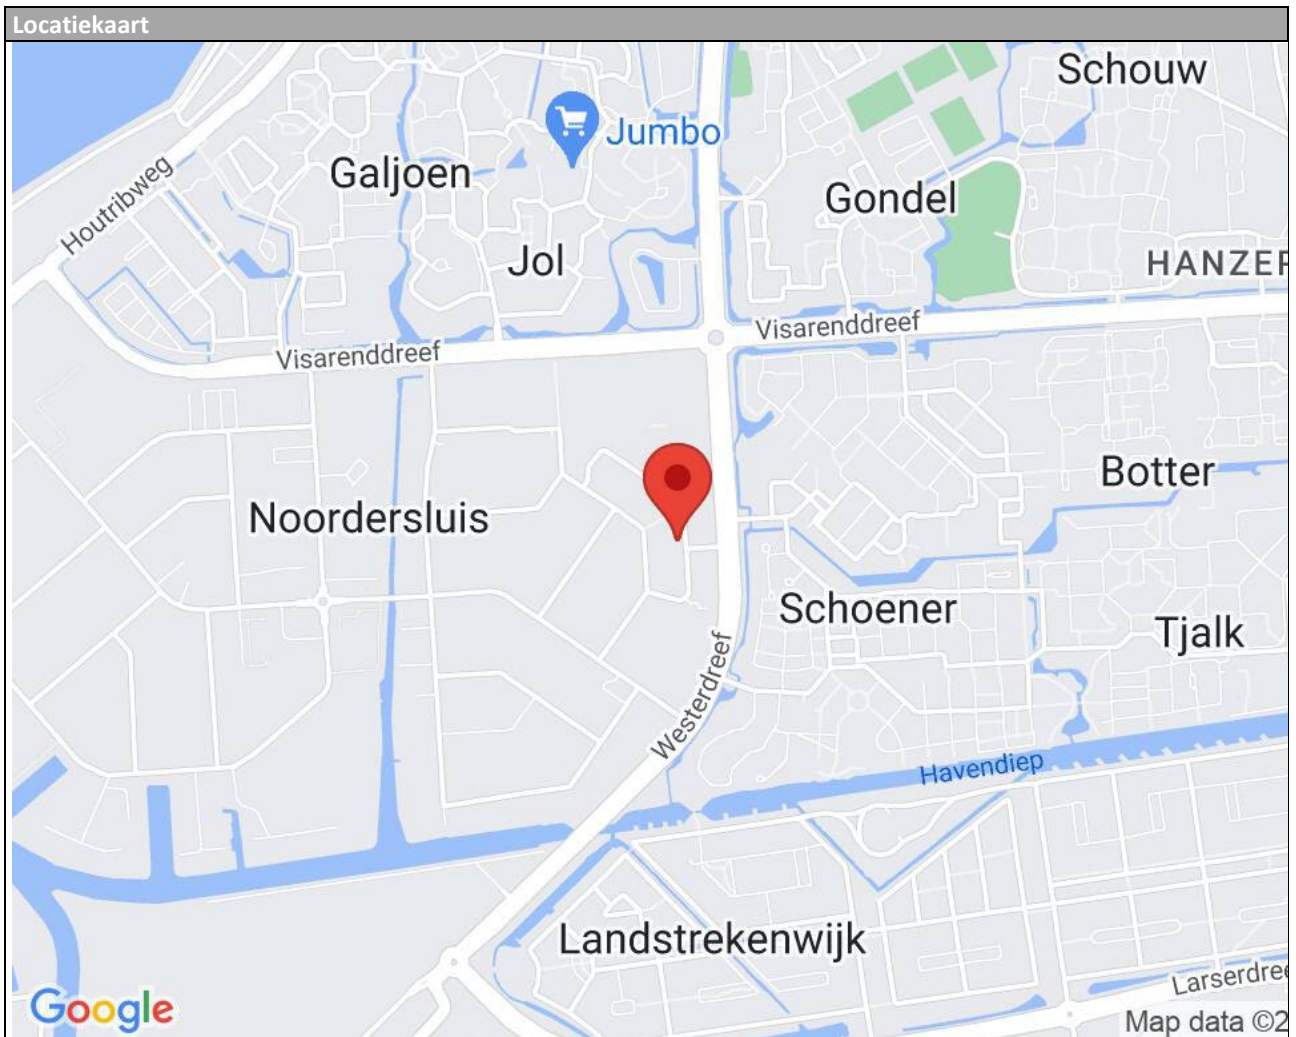 Locatiekaart
Schouw
Jumbo
Houtribweg
Galjoen
Gondel
Jol
HANZER
Visarenddreef
Visarenddreef
Botter
Noordersluis
Schoener
Tjalk
Westerdreef
Havendiep
Landstrekenwijk
Larserdree
Google
Map data ©2